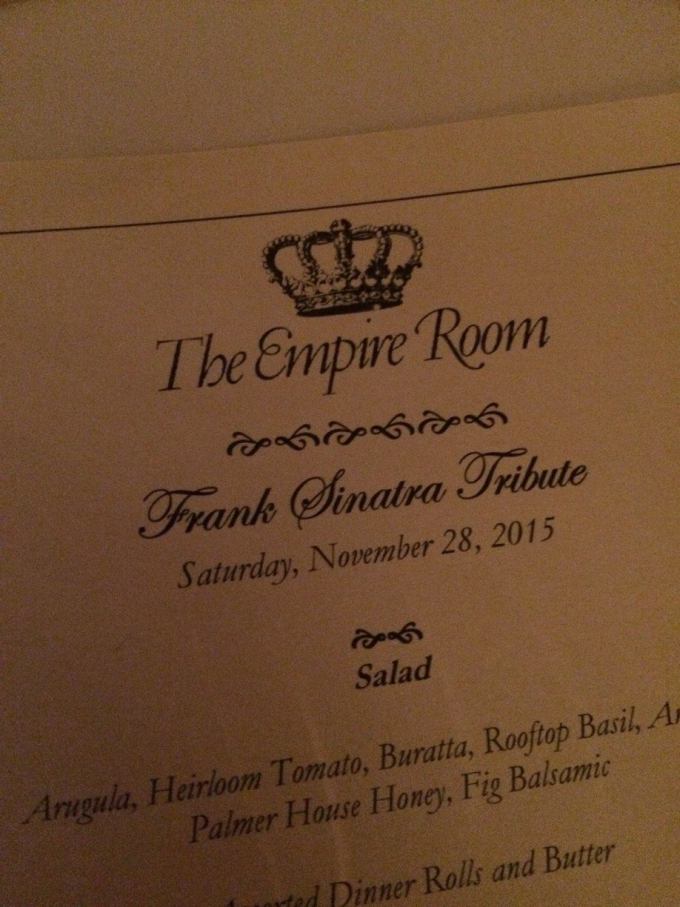 The Empire Room
Frank Sinatra Tribute
Saturday, November 28, 2015
Salad
Arugula, Heirloom Tomato, Buratta, Rooftop Basil,
Palmer House Honey, Fig Balsamic
Assorted Dinner Rolls and Butter